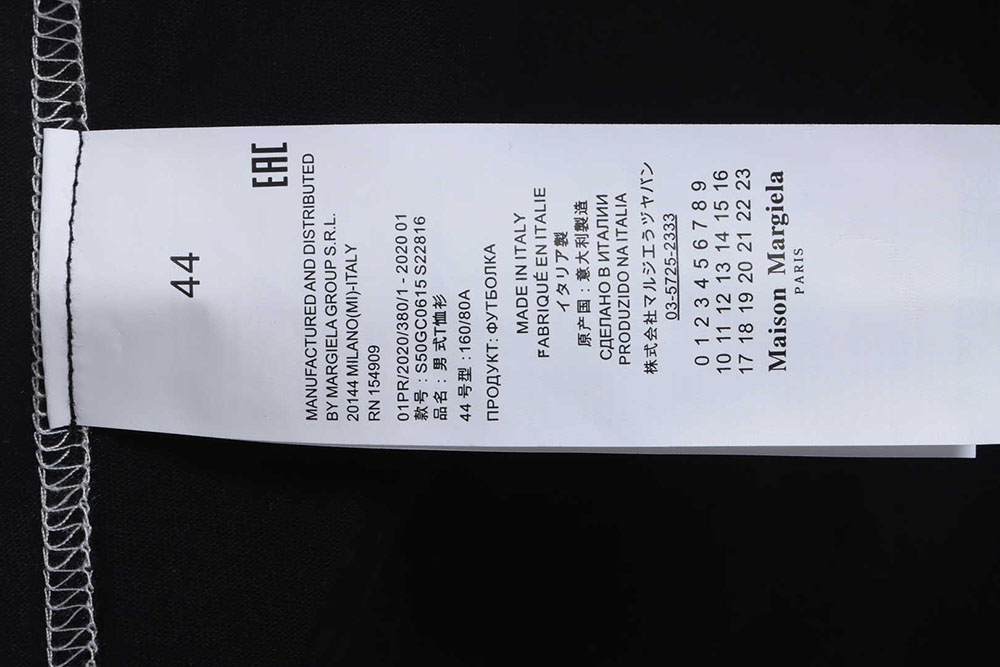 44
EAC
MANUFACTURED AND DISTRIBUTED
BY MARGIELA GROUP S.R.L.
20144 MILANO(MI)-ITALY
RN 154909
01PR/2020/380/1 - 2020 01
款号 : S50GC0615 S22816
品名 : 男 式T恤衫
44 号型 : 160/80A
ПРОДУКТ: ФУТБОЛКА
MADE IN ITALY
FABRIQUÉ EN ITALIE
イタリア製
原产国 : 意大利製造
СДЕЛАНО В ИТАЛИИ
PRODUZIDO NA ITALIA
株式会社マルジエラヅヤパン
03-5725-2333
0 1 2 3 4 5 6 7 8 9
10 11 12 13 14 15 16
17 18 19 20 21 22 23
Maison Margiela
PARIS